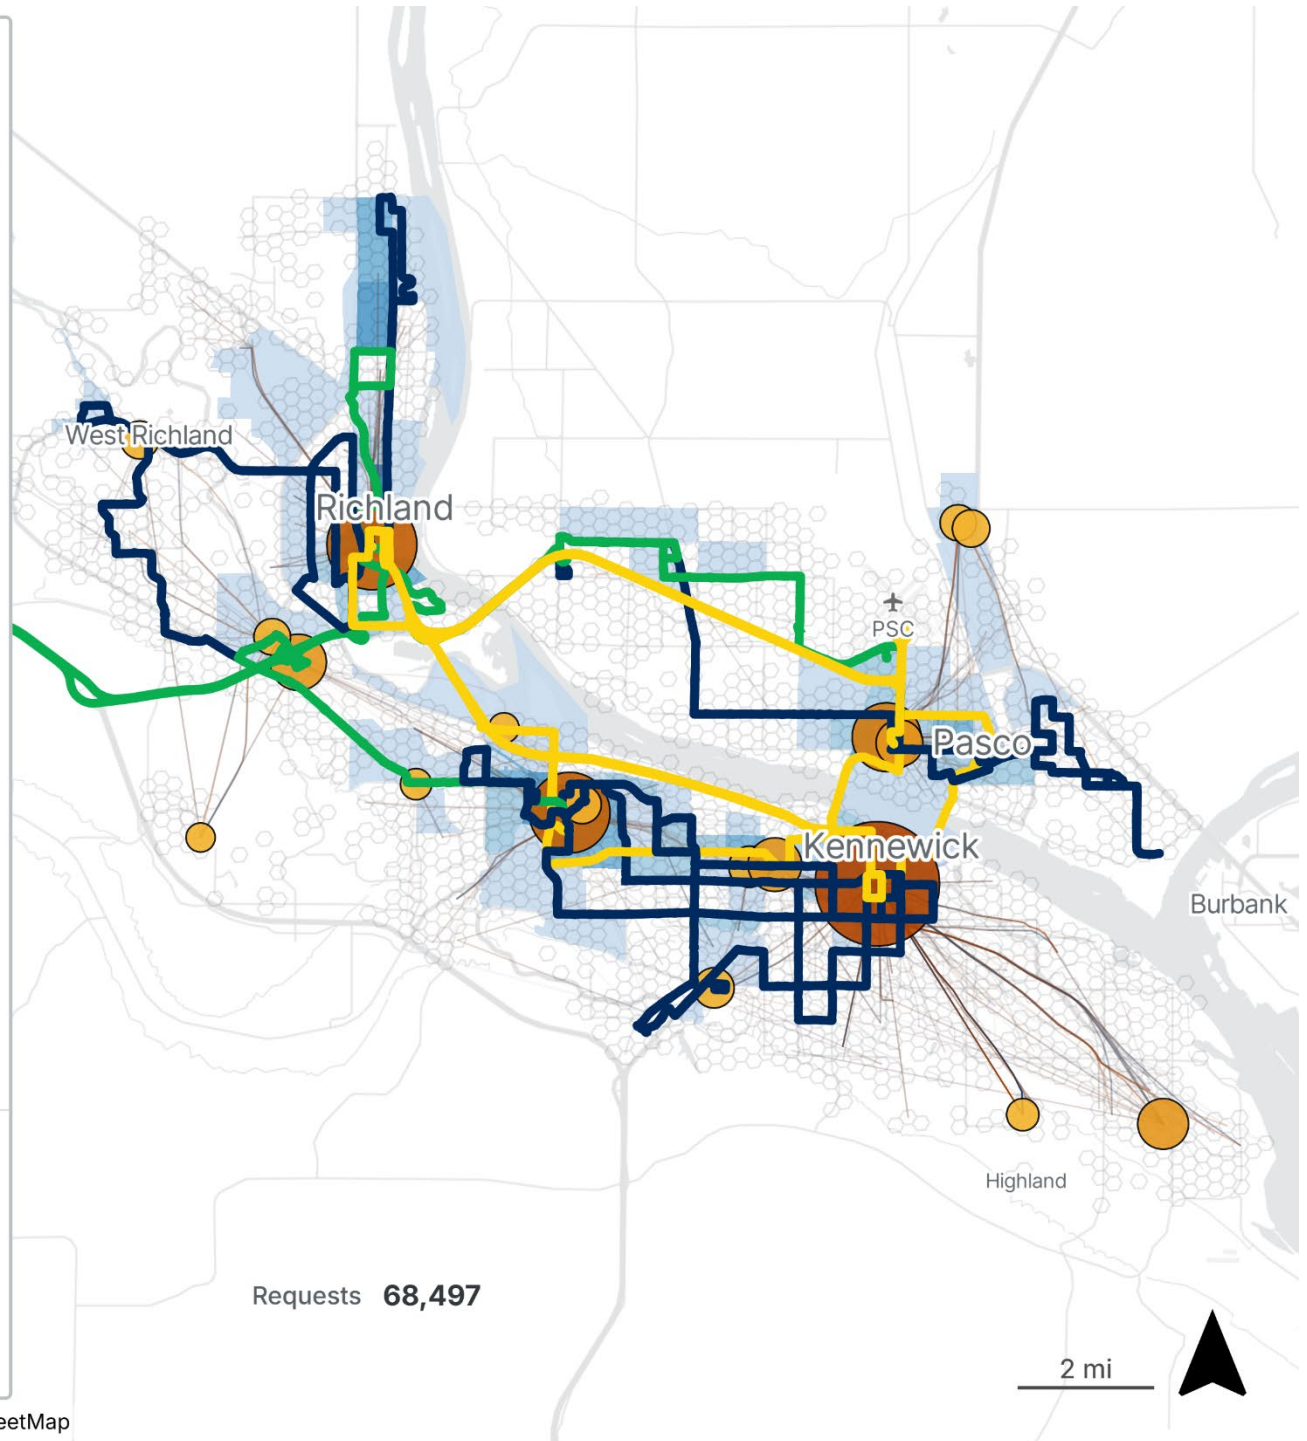 West Richland
Richland
PSC
Pasco
Kennewick
Burbank
Highland
Requests 68,497
2 mi
eetMap